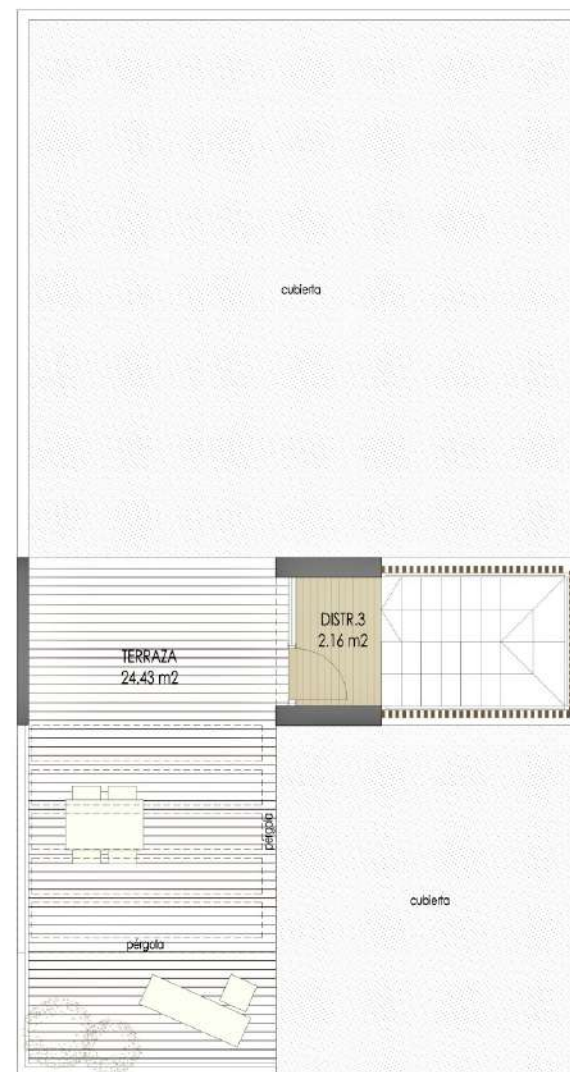 cubierta
DISTR.3
2.16 m2
TERRAZA
24.43 m2
pérgola
cubierta
pérgola